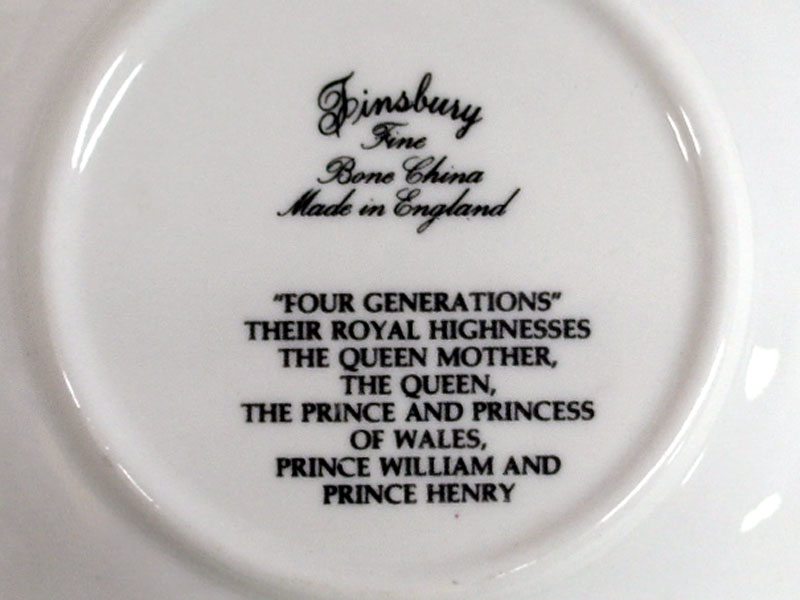 Finsbury
Fine
Bone China
Made in England
"FOUR GENERATIONS"
THEIR ROYAL HIGHNESSES
THE QUEEN MOTHER,
THE QUEEN,
THE PRINCE AND PRINCESS
OF WALES,
PRINCE WILLIAM AND
PRINCE HENRY